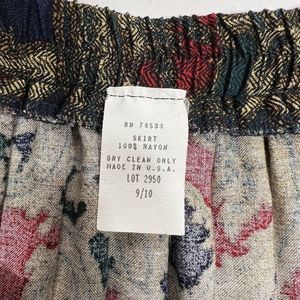 RN 74533
SKIRT
100% RAYON
DRY CLEAN ONLY
MADE IN U.S.A.
LOT 2950
9/10